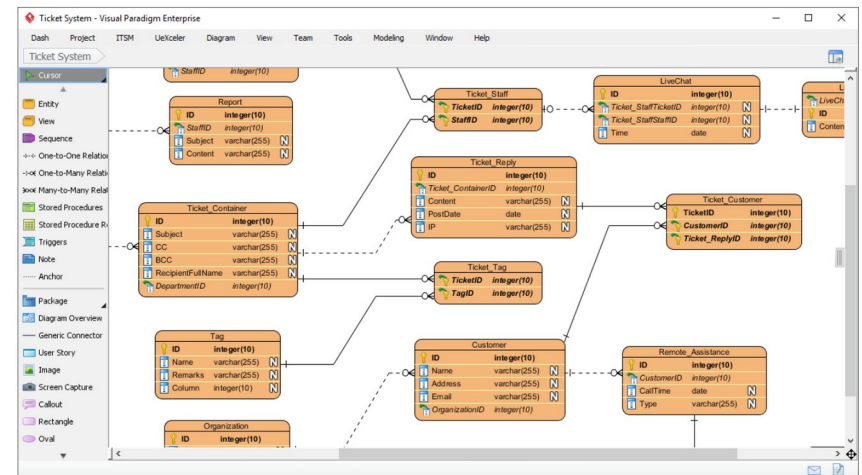 Ticket System - Visual Paradigm Enterprise
Dash Project ITSM UeXceler Diagram View Team Tools Modeling Window Help
Ticket System
Cursor
Entity
View
Sequence
One-to-One Relation
One-to-Many Relati
Many-to-Many Relat
Stored Procedures
Stored Procedure R
Triggers
Note
Anchor
Package
Diagram Overview
Generic Connector
User Story
Image
Screen Capture
Callout
Rectangle
Oval
StaffID integer(10)
Report
ID integer(10)
StaffID integer(10)
Subject varchar(255) N
Content varchar(255) N
Ticket_Staff
TicketID integer(10)
StaffID integer(10)
LiveChat
ID integer(10)
Ticket_StaffTicketID integer(10) N
Ticket_StaffStaffID integer(10) N
Time date N
L
LiveCh
ID
Conten
Ticket_Reply
ID integer(10)
Ticket_ContainerID integer(10)
Content varchar(255) N
PostDate date N
IP varchar(255) N
Ticket_Customer
TicketID integer(10)
CustomerID integer(10)
Ticket_ReplyID integer(10)
Ticket_Container
ID integer(10)
Subject varchar(255) N
CC varchar(255) N
BCC varchar(255) N
RecipientFullName varchar(255) N
DepartmentID integer(10)
Ticket_Tag
TicketID integer(10)
TagID integer(10)
Tag
ID integer(10)
Name varchar(255) N
Remarks varchar(255) N
Column integer(10) N
Customer
ID integer(10)
Name varchar(255) N
Address varchar(255) N
Email varchar(255) N
OrganizationID integer(10)
Remote_Assistance
ID integer(10)
CustomerID integer(10)
CallTime date N
Type varchar(255) N
Organization
ID integer(10)